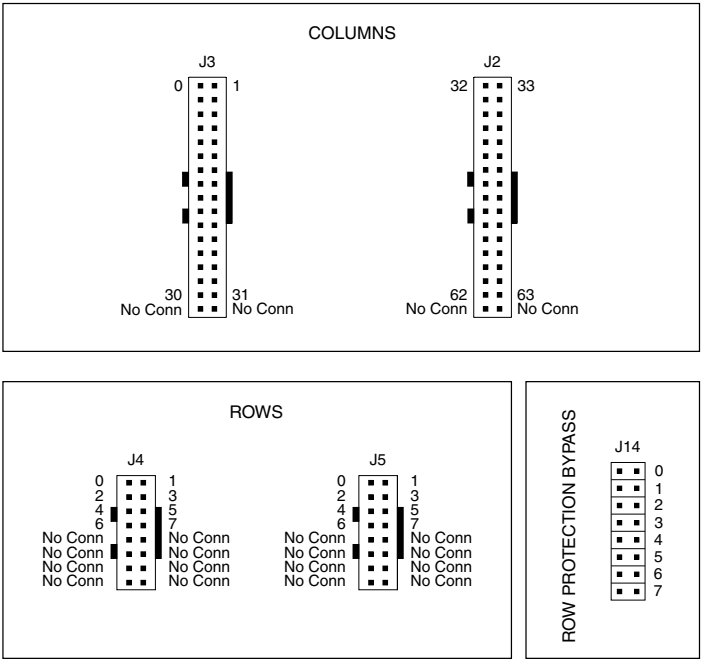 COLUMNS
J3 J2
0 1 32 33
30 31 62 63
No Conn No Conn No Conn No Conn
ROWS
J4 J5
0 1 0 1
2 3 2 3
4 5 4 5
6 7 6 7
No Conn No Conn No Conn No Conn
No Conn No Conn No Conn No Conn
No Conn No Conn No Conn No Conn
No Conn No Conn No Conn No Conn
ROW PROTECTION BYPASS
J14
0
1
2
3
4
5
6
7